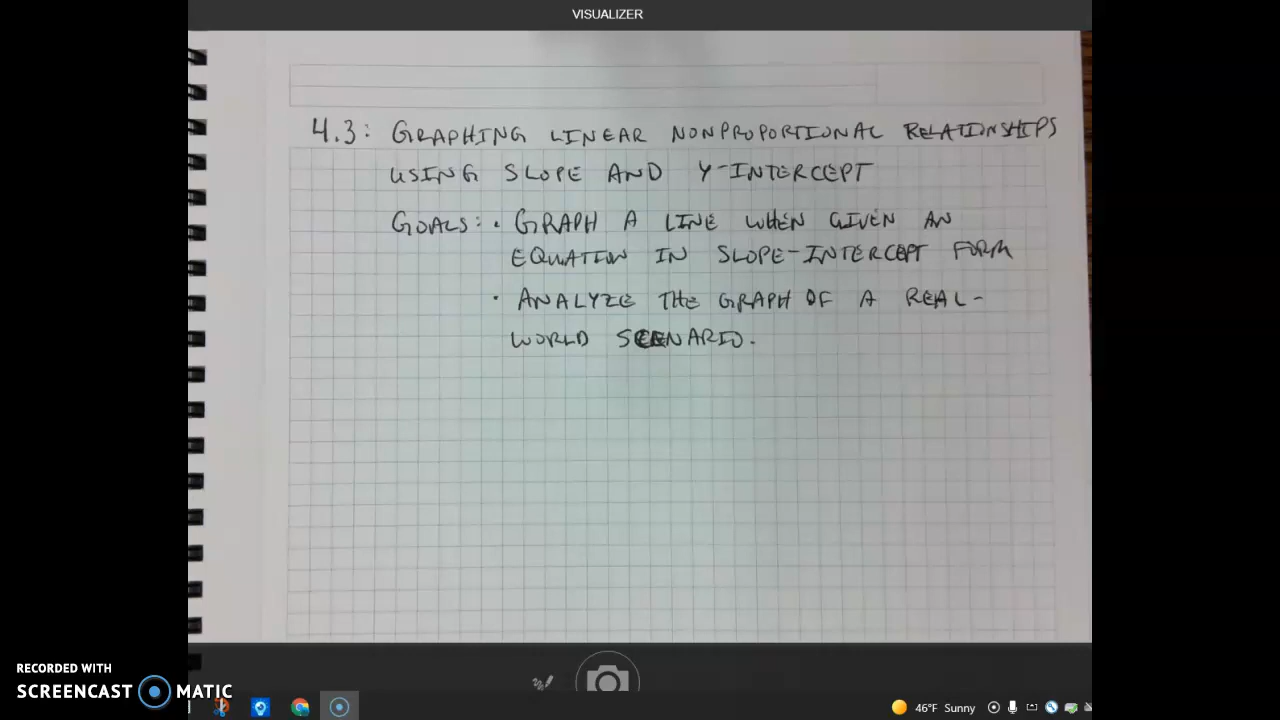 VISUALIZER
4.3: GRAPHING LINEAR NONPROPORTIONAL RELATIONSHIPS
USING SLOPE AND Y-INTERCEPT
GOALS: • GRAPH A LINE WHEN GIVEN AN
EQUATION IN SLOPE-INTERCEPT FORM
• ANALYZE THE GRAPH OF A REAL-
WORLD SCENARIO.
RECORDED WITH
SCREENCAST MATIC
46°F Sunny